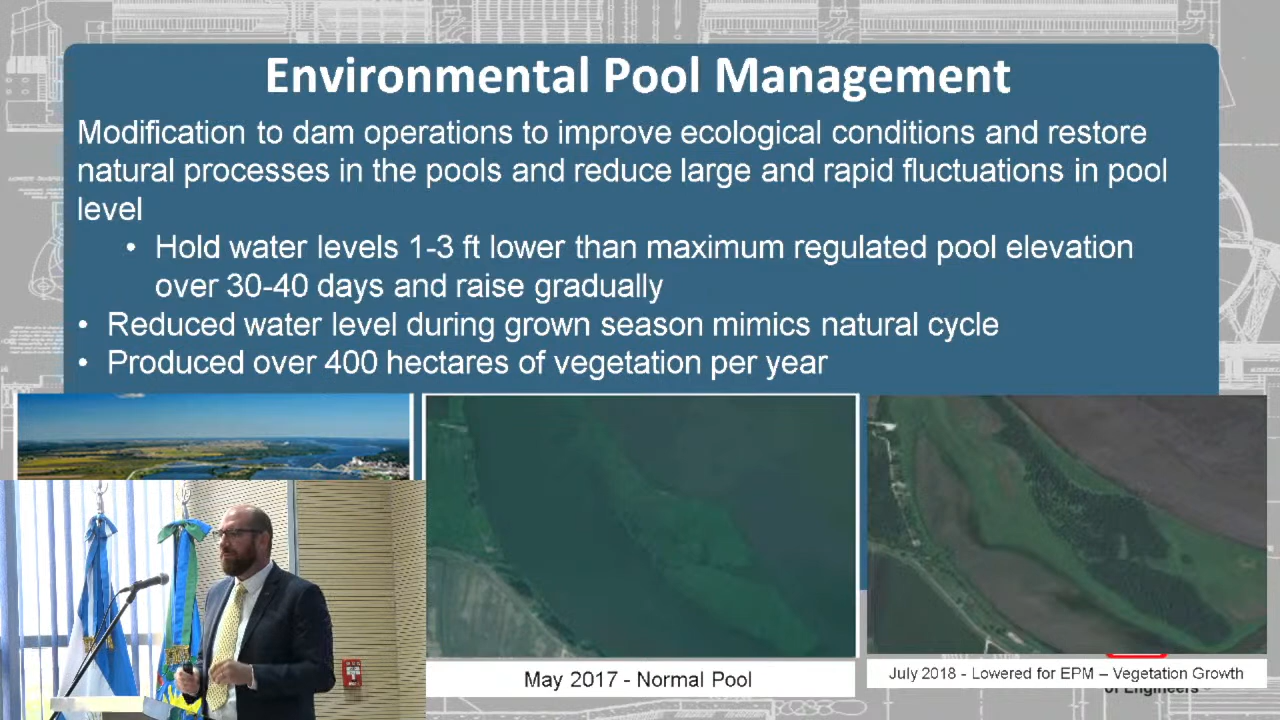 Environmental Pool Management
Modification to dam operations to improve ecological conditions and restore
natural processes in the pools and reduce large and rapid fluctuations in pool
level
• Hold water levels 1-3 ft lower than maximum regulated pool elevation
over 30-40 days and raise gradually
• Reduced water level during grown season mimics natural cycle
• Produced over 400 hectares of vegetation per year
May 2017 - Normal Pool
July 2018 - Lowered for EPM – Vegetation Growth
of Engineers